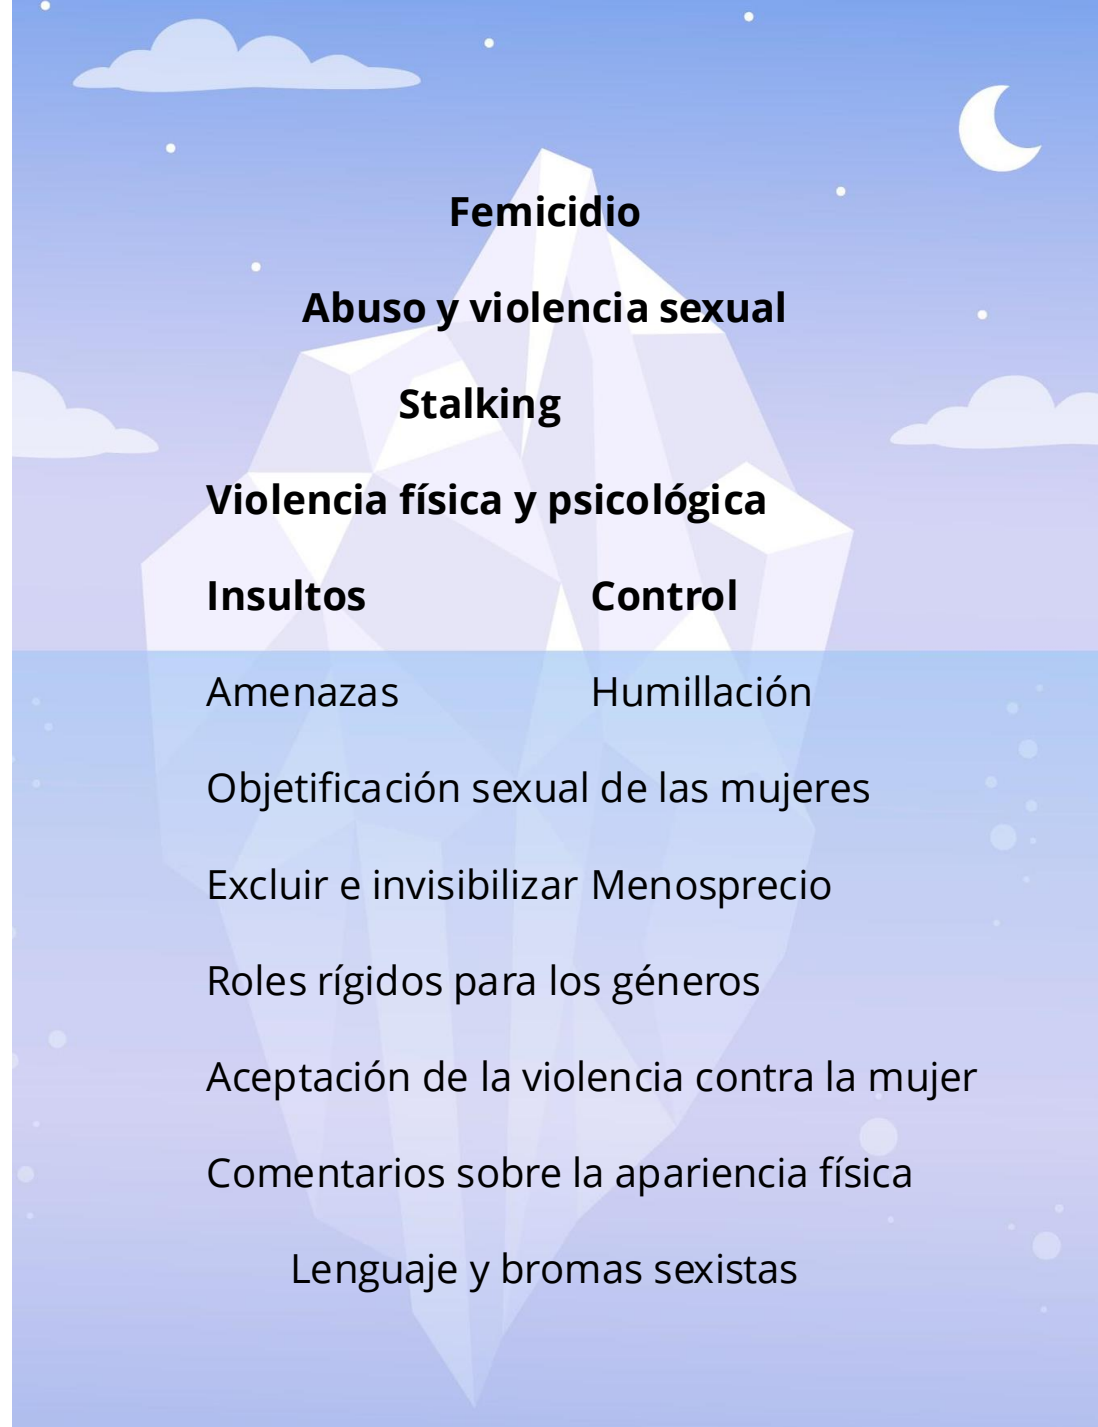 Femicidio
Abuso y violencia sexual
Stalking
Violencia física y psicológica
Insultos Control
Amenazas Humillación
Objetificación sexual de las mujeres
Excluir e invisibilizar Menosprecio
Roles rígidos para los géneros
Aceptación de la violencia contra la mujer
Comentarios sobre la apariencia física
Lenguaje y bromas sexistas